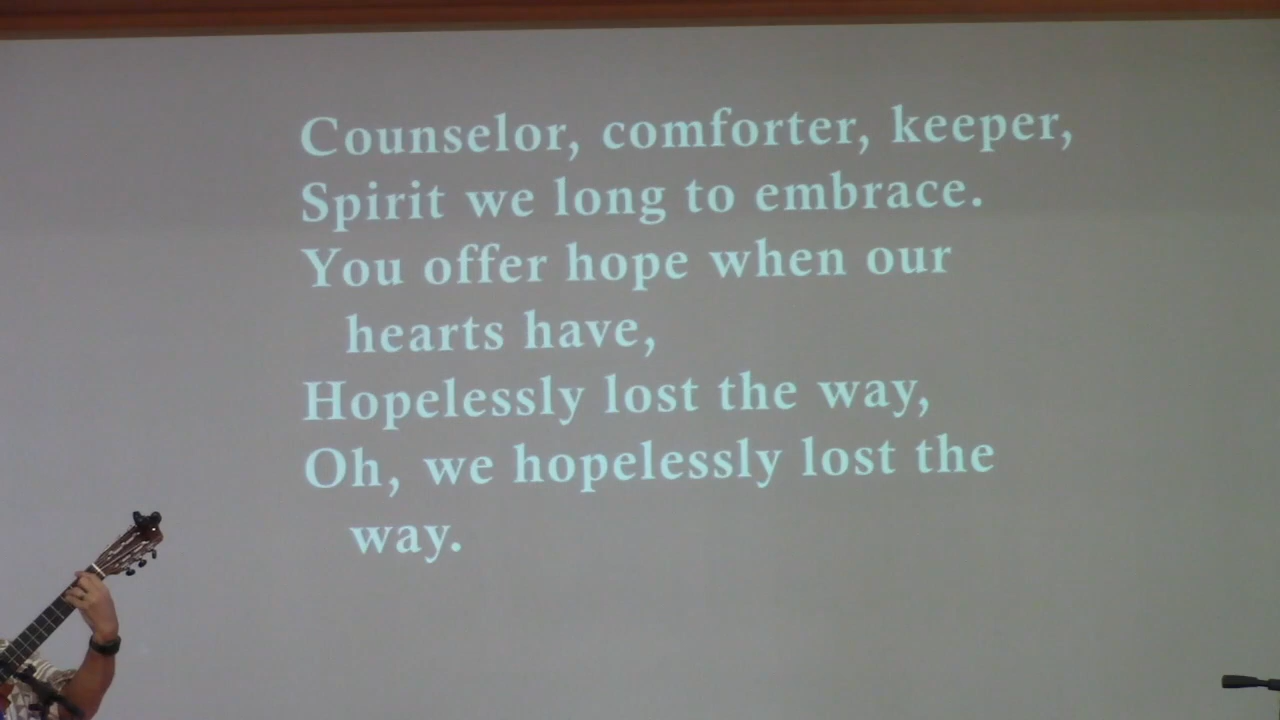 Counselor, comforter, keeper,
Spirit we long to embrace.
You offer hope when our
hearts have,
Hopelessly lost the way,
Oh, we hopelessly lost the
way.